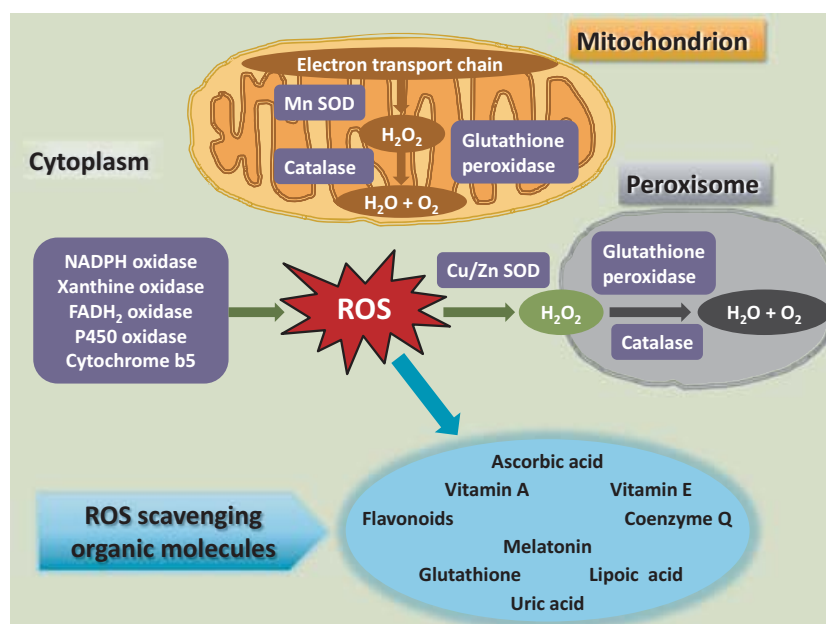 Mitochondrion
Electron transport chain
Mn SOD
H₂O₂
Catalase
Glutathione
peroxidase
H₂O + O₂
Cytoplasm
Peroxisome
NADPH oxidase
Xanthine oxidase
FADH₂ oxidase
P450 oxidase
Cytochrome b5
ROS
Cu/Zn SOD
H₂O₂
Glutathione
peroxidase
Catalase
H₂O + O₂
ROS scavenging
organic molecules
Ascorbic acid
Vitamin A Vitamin E
Flavonoids Coenzyme Q
Melatonin
Glutathione Lipoic acid
Uric acid